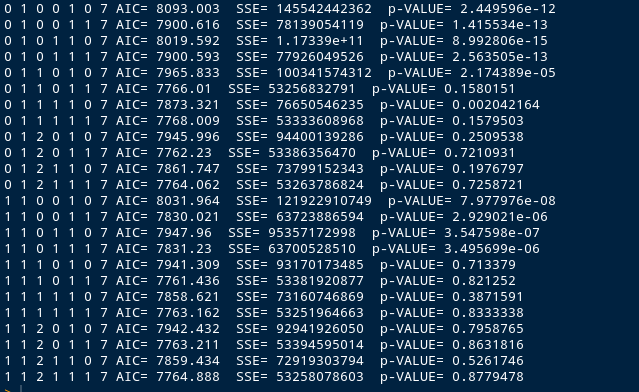 0 1 0 0 1 0 7 AIC= 8093.003  SSE= 145542442362  p-VALUE= 2.449596e-12
0 1 0 0 1 1 7 AIC= 7900.616  SSE= 78139054119  p-VALUE= 1.415534e-13
0 1 0 1 1 0 7 AIC= 8019.592  SSE= 1.17339e+11  p-VALUE= 8.992806e-15
0 1 0 1 1 1 7 AIC= 7900.593  SSE= 77926049526  p-VALUE= 2.563505e-13
0 1 1 0 1 0 7 AIC= 7965.833  SSE= 100341574312  p-VALUE= 2.174389e-05
0 1 1 0 1 1 7 AIC= 7766.01  SSE= 53256832791  p-VALUE= 0.1580151
0 1 1 1 1 0 7 AIC= 7873.321  SSE= 76650546235  p-VALUE= 0.002042164
0 1 1 1 1 1 7 AIC= 7768.009  SSE= 53333608968  p-VALUE= 0.1579503
0 1 2 0 1 0 7 AIC= 7945.996  SSE= 94400139286  p-VALUE= 0.2509538
0 1 2 0 1 1 7 AIC= 7762.23  SSE= 53386356470  p-VALUE= 0.7210931
0 1 2 1 1 0 7 AIC= 7861.747  SSE= 73799152343  p-VALUE= 0.1976797
0 1 2 1 1 1 7 AIC= 7764.062  SSE= 53263786824  p-VALUE= 0.7258721
1 1 0 0 1 0 7 AIC= 8031.964  SSE= 121922910749  p-VALUE= 7.977976e-08
1 1 0 0 1 1 7 AIC= 7830.021  SSE= 63723886594  p-VALUE= 2.929021e-06
1 1 0 1 1 0 7 AIC= 7947.96  SSE= 95357172998  p-VALUE= 3.547598e-07
1 1 0 1 1 1 7 AIC= 7831.23  SSE= 63700528510  p-VALUE= 3.495699e-06
1 1 1 0 1 0 7 AIC= 7941.309  SSE= 93170173485  p-VALUE= 0.713379
1 1 1 0 1 1 7 AIC= 7761.436  SSE= 53381920877  p-VALUE= 0.821252
1 1 1 1 1 0 7 AIC= 7858.621  SSE= 73160746869  p-VALUE= 0.3871591
1 1 1 1 1 1 7 AIC= 7763.162  SSE= 53251964663  p-VALUE= 0.8333338
1 1 2 0 1 0 7 AIC= 7942.432  SSE= 92941926050  p-VALUE= 0.7958765
1 1 2 0 1 1 7 AIC= 7763.211  SSE= 53394595014  p-VALUE= 0.8631816
1 1 2 1 1 0 7 AIC= 7859.434  SSE= 72919303794  p-VALUE= 0.5261746
1 1 2 1 1 1 7 AIC= 7764.888  SSE= 53258078603  p-VALUE= 0.8779478
>